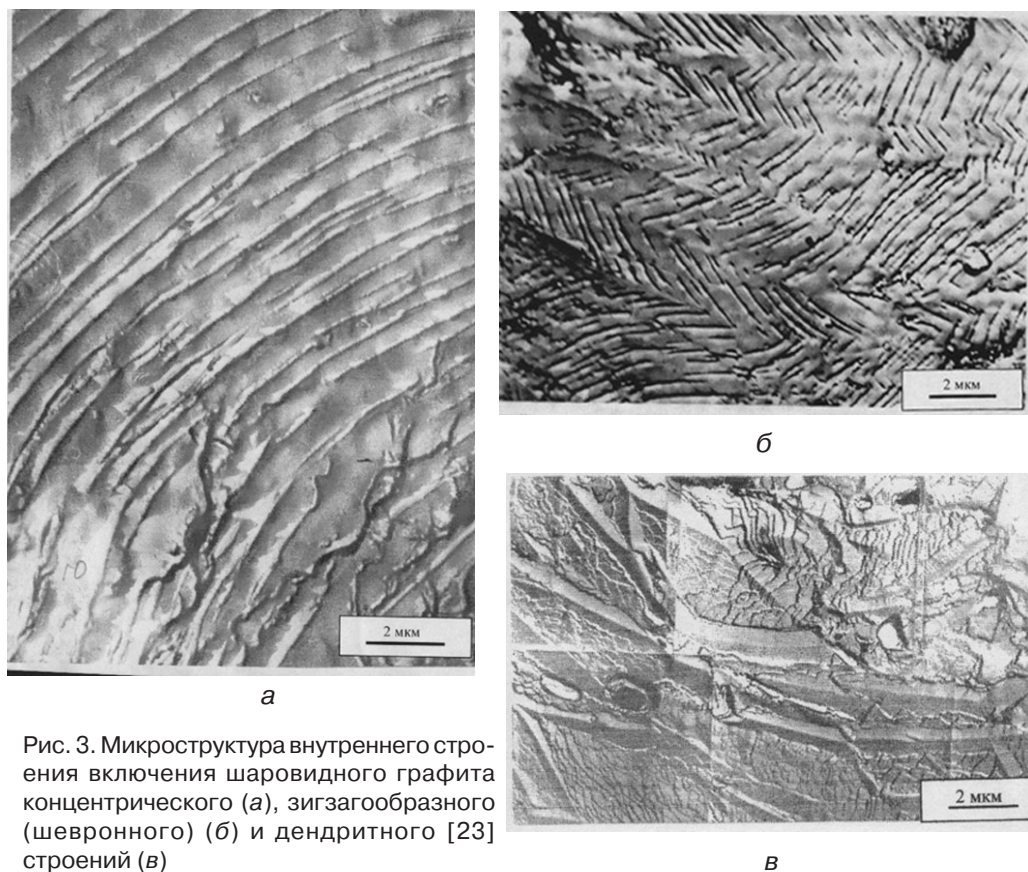 2 мкм
а
2 мкм
б
2 мкм
в
Рис. 3. Микроструктура внутреннего стро-
ения включения шаровидного графита
концентрического (а), зигзагообразного
(шевронного) (б) и дендритного [23]
строений (в)